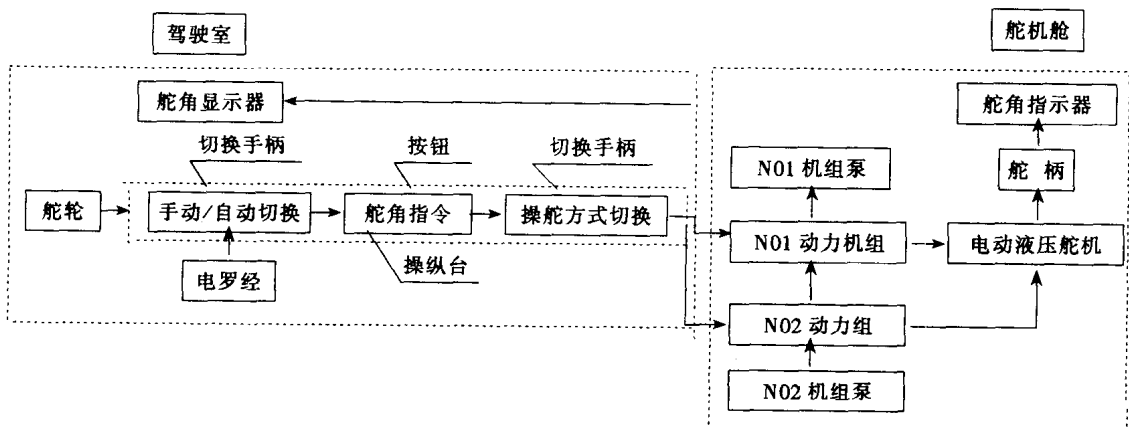 驾驶室
舵机舱
舵角显示器
舵角指示器
切换手柄
按钮
切换手柄
N01 机组泵
舵 柄
舵轮
手动/自动切换
舵角指令
操舵方式切换
N01 动力机组
电动液压舵机
电罗经
操纵台
N02 动力组
N02 机组泵